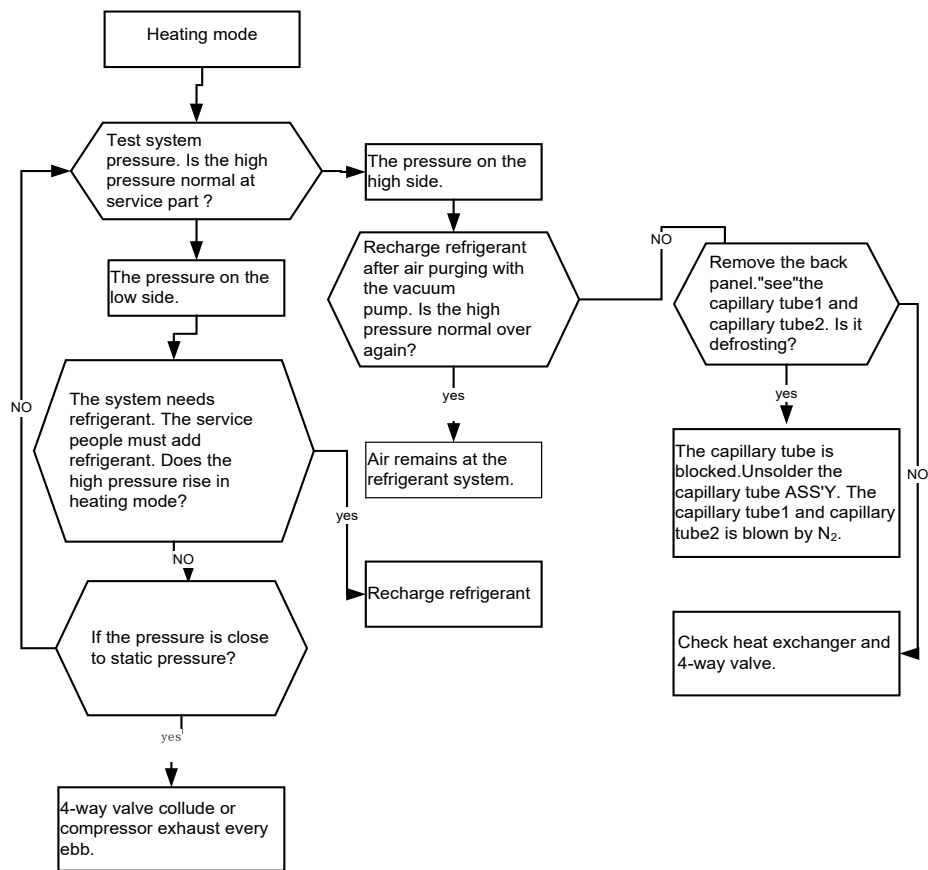 Heating mode
Test system
pressure. Is the high
pressure normal at
service part ?
The pressure on the
high side.
The pressure on the
low side.
Recharge refrigerant
after air purging with
the vacuum
pump. Is the high
pressure normal over
again?
NO
Remove the back
panel."see"the
capillary tube1 and
capillary tube2. Is it
defrosting?
yes
yes
NO
The system needs
refrigerant. The service
people must add
refrigerant. Does the
high pressure rise in
heating mode?
NO
yes
Air remains at the
refrigerant system.
The capillary tube is
blocked.Unsolder the
capillary tube ASS'Y. The
capillary tube1 and capillary
tube2 is blown by N₂.
NO
Recharge refrigerant
If the pressure is close
to static pressure?
Check heat exchanger and
4-way valve.
yes
4-way valve collude or
compressor exhaust every
ebb.